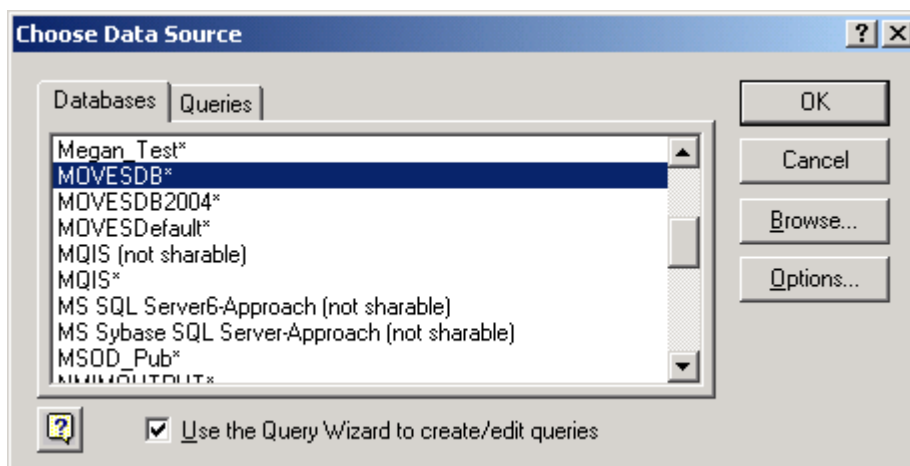 Choose Data Source
Databases
Queries
Megan_Test*
MOVESDB*
MOVESDB2004*
MOVESDefault*
MQIS (not sharable)
MQIS*
MS SQL Server6-Approach (not sharable)
MS Sybase SQL Server-Approach (not sharable)
MSOD_Pub*
NMIMOUTPUT*
OK
Cancel
Browse...
Options...
Use the Query Wizard to create/edit queries